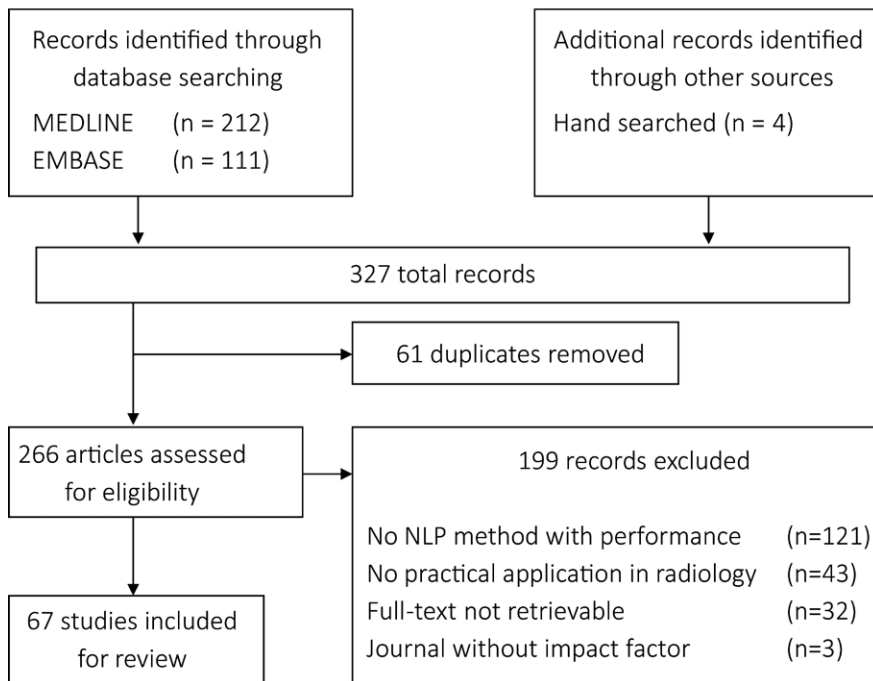 Records identified through
database searching
MEDLINE (n = 212)
EMBASE (n = 111)
Additional records identified
through other sources
Hand searched (n = 4)
327 total records
61 duplicates removed
266 articles assessed
for eligibility
199 records excluded
No NLP method with performance (n=121)
No practical application in radiology (n=43)
Full-text not retrievable (n=32)
Journal without impact factor (n=3)
67 studies included
for review